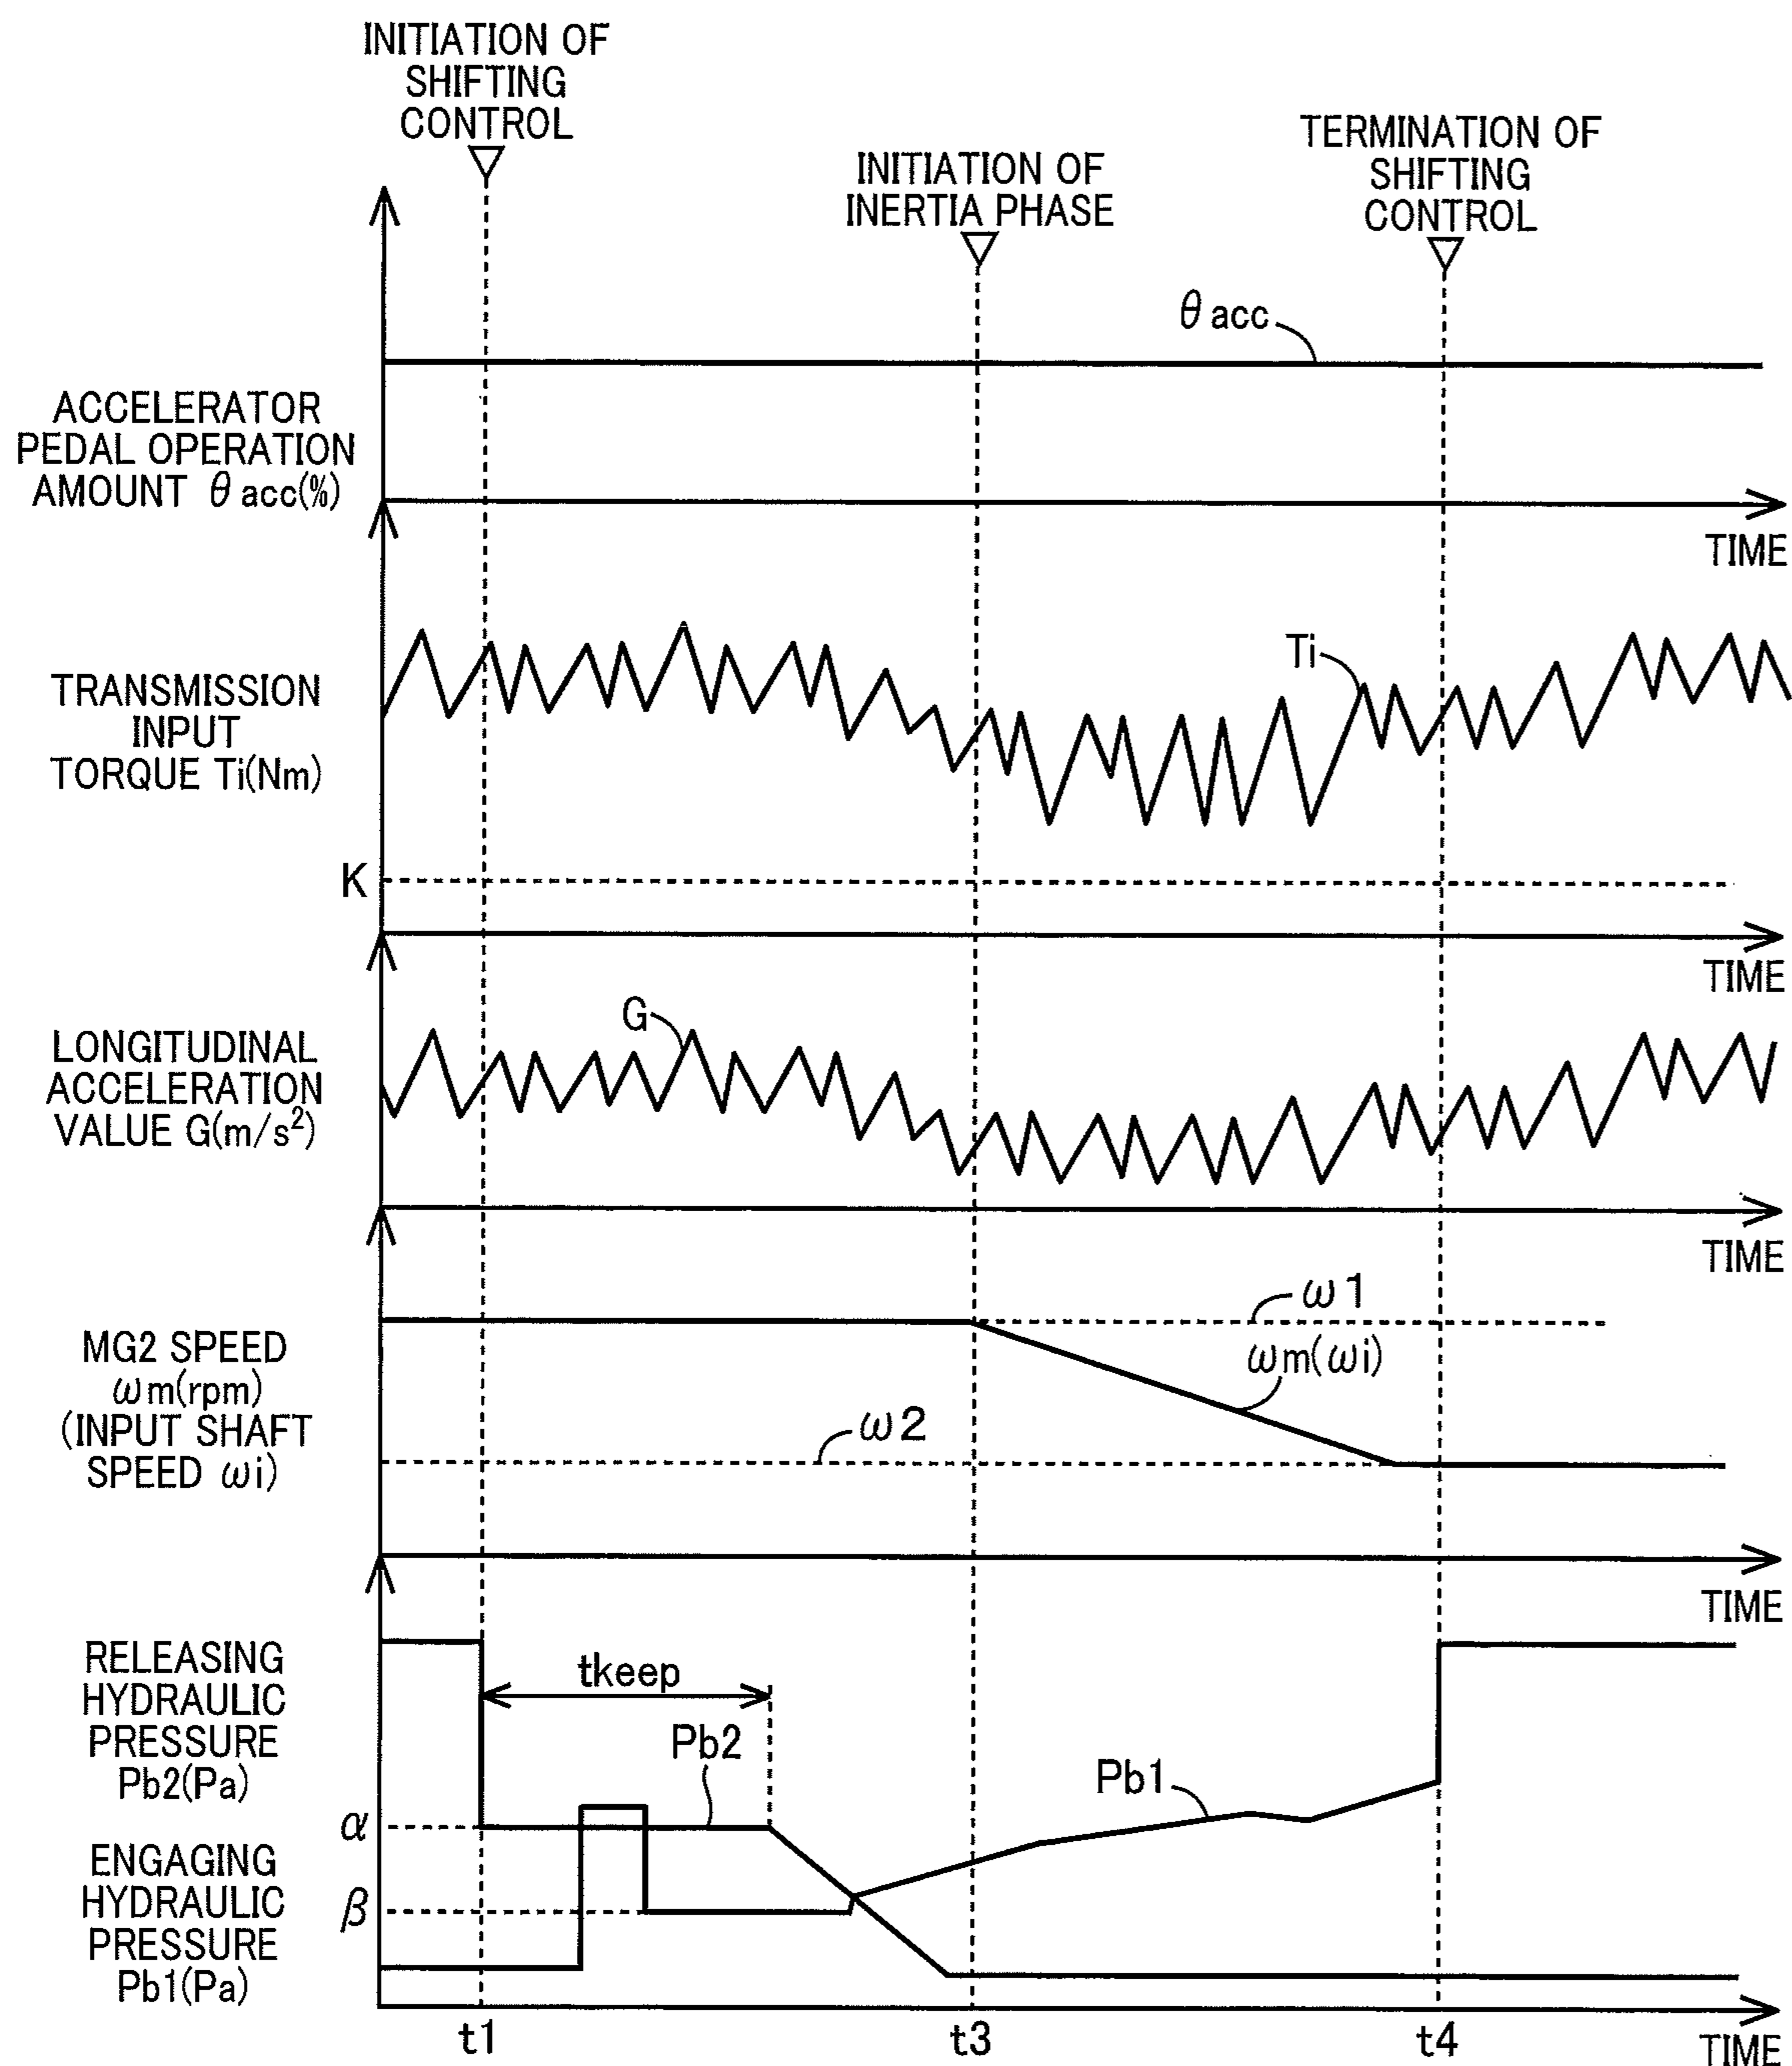 INITIATION OF
SHIFTING
CONTROL
INITIATION OF
INERTIA PHASE
TERMINATION OF
SHIFTING
CONTROL
θacc
ACCELERATOR
PEDAL OPERATION
AMOUNT θacc(%)
TIME
Ti
TRANSMISSION
INPUT
TORQUE Ti(Nm)
K
TIME
G
LONGITUDINAL
ACCELERATION
VALUE G(m/s²)
TIME
ω1
ωm(ωi)
MG2 SPEED
ωm(rpm)
(INPUT SHAFT
SPEED ωi)
ω2
TIME
RELEASING
HYDRAULIC
PRESSURE
Pb2(Pa)
tkeep
Pb2
Pb1
α
ENGAGING
HYDRAULIC
PRESSURE
Pb1(Pa)
β
t1
t3
t4
TIME